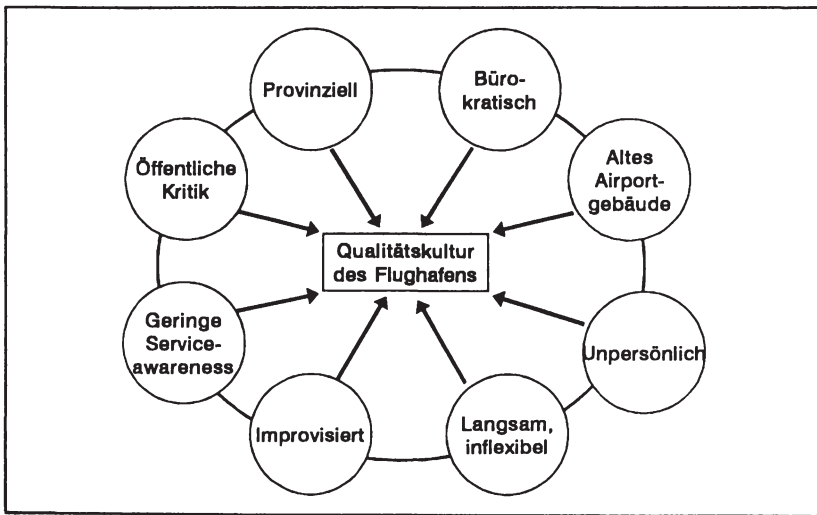 Provinziell
Büro-
kratisch
Öffentliche
Kritik
Altes
Airport-
gebäude
Qualitätskultur
des Flughafens
Geringe
Service-
awareness
Unpersönlich
Improvisiert
Langsam,
inflexibel